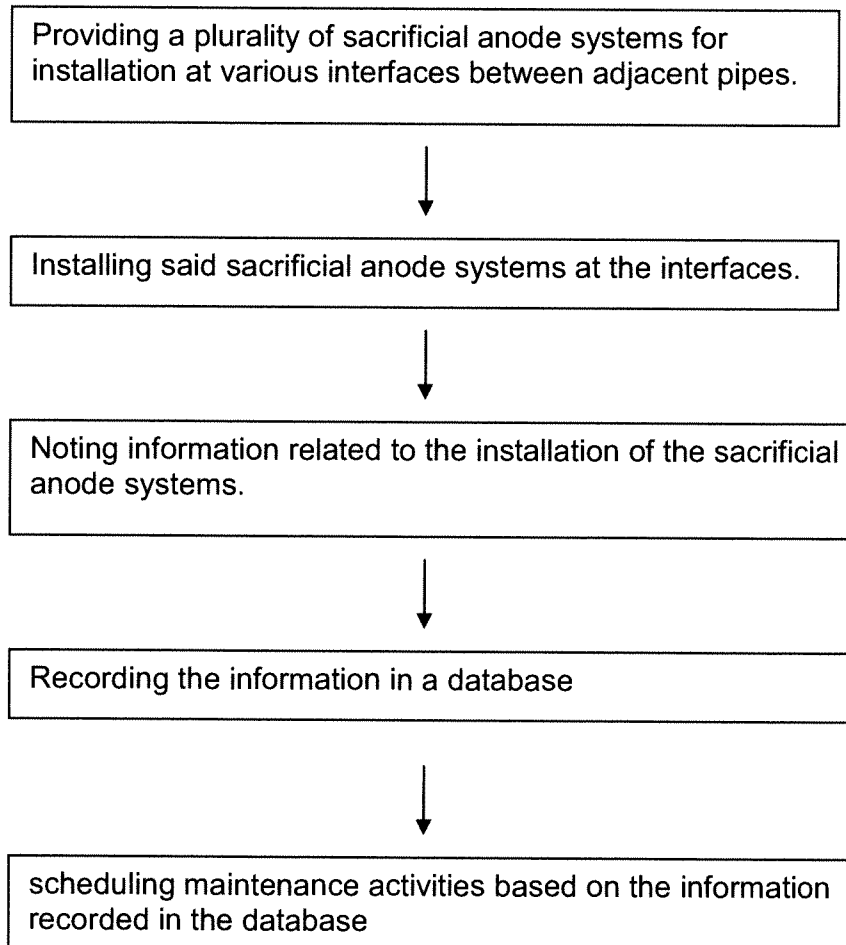 Providing a plurality of sacrificial anode systems for
installation at various interfaces between adjacent pipes.
Installing said sacrificial anode systems at the interfaces.
Noting information related to the installation of the sacrificial
anode systems.
Recording the information in a database
scheduling maintenance activities based on the information
recorded in the database